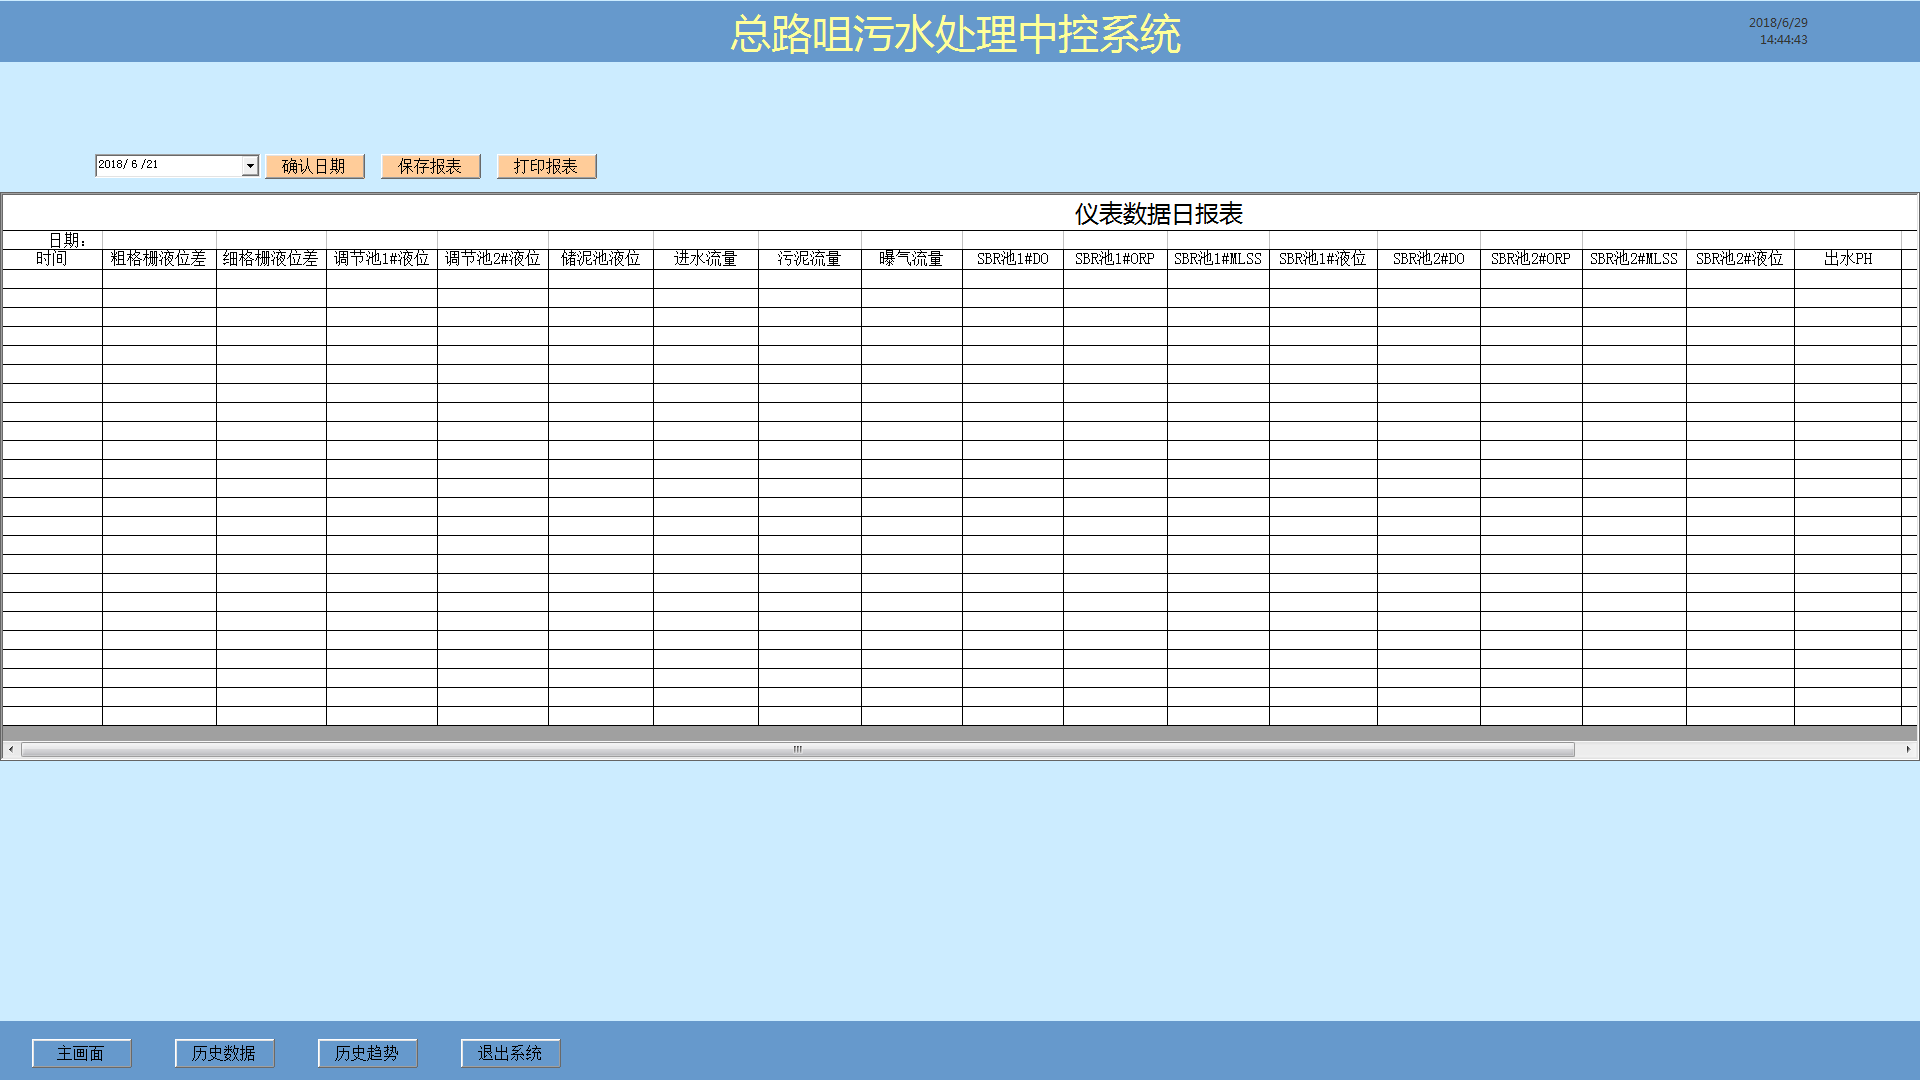 总路咀污水处理中控系统
2018/6/29
14:44:43
2018/ 6 /21
确认日期
保存报表
打印报表
仪表数据日报表
日期：
时间 粗格栅液位差 细格栅液位差 调节池1#液位 调节池2#液位 储泥池液位 进水流量 污泥流量 曝气流量 SBR池1#DO SBR池1#ORP SBR池1#MLSS SBR池1#液位 SBR池2#DO SBR池2#ORP SBR池2#MLSS SBR池2#液位 出水PH
主画面
历史数据
历史趋势
退出系统